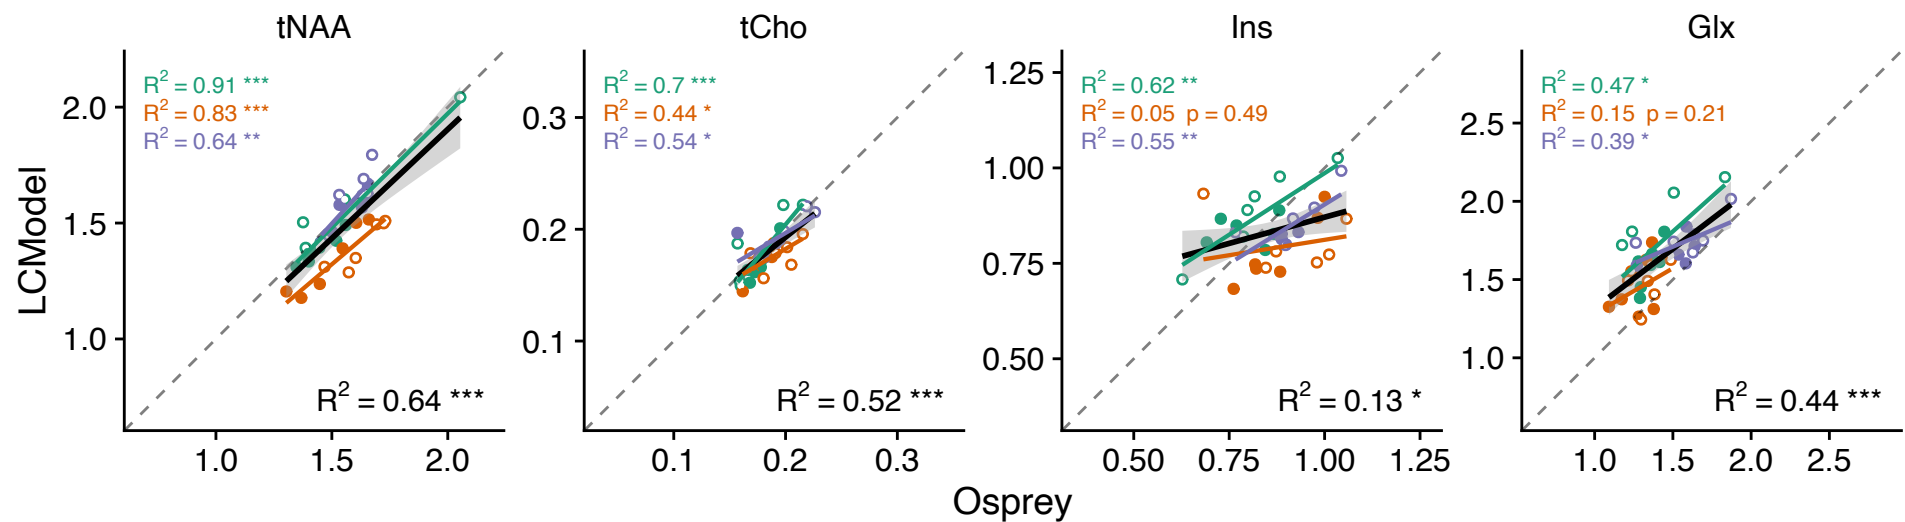 tNAA
R² = 0.91 ***
R² = 0.83 ***
R² = 0.64 **
R² = 0.64 ***
2.0
1.5
1.0
1.0 1.5 2.0
tCho
R² = 0.7 ***
R² = 0.44 *
R² = 0.54 *
R² = 0.52 ***
0.3
0.2
0.1
0.1 0.2 0.3
Ins
R² = 0.62 **
R² = 0.05 p = 0.49
R² = 0.55 **
R² = 0.13 *
1.25
1.00
0.75
0.50
0.50 0.75 1.00 1.25
Glx
R² = 0.47 *
R² = 0.15 p = 0.21
R² = 0.39 *
R² = 0.44 ***
2.5
2.0
1.5
1.0
1.0 1.5 2.0 2.5
LCModel
Osprey